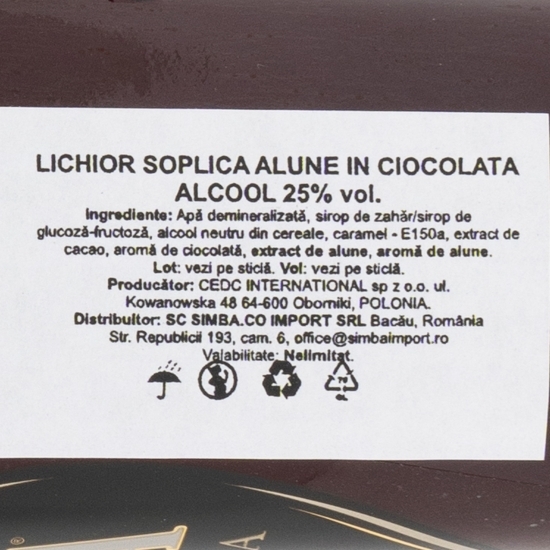 LICHIOR SOPLICA ALUNE IN CIOCOLATA
ALCOOL 25% vol.
Ingrediente: Apă demineralizată, sirop de zahăr/sirop de
glucoză-fructoză, alcool neutru din cereale, caramel - E150a, extract de
cacao, aromă de ciocolată, extract de alune, aromă de alune.
Lot: vezi pe sticlă. Vol: vezi pe sticlă.
Producător: CEDC INTERNATIONAL sp z o.o. ul.
Kowanowska 48 64-600 Oborniki, POLONIA.
Distribuitor: SC SIMBA.CO IMPORT SRL Bacău, România
Str. Republicii 193, cam. 6, office@simbaimport.ro
Valabilitate: Nelimitat.
70
GL